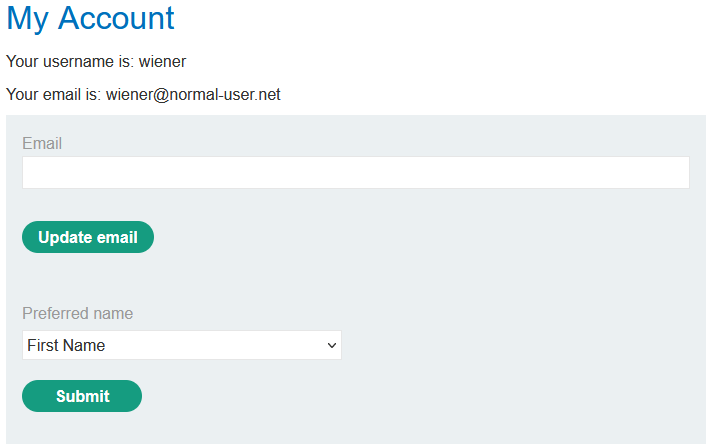 My Account
Your username is: wiener
Your email is: wiener@normal-user.net
Email
Update email
Preferred name
First Name
Submit